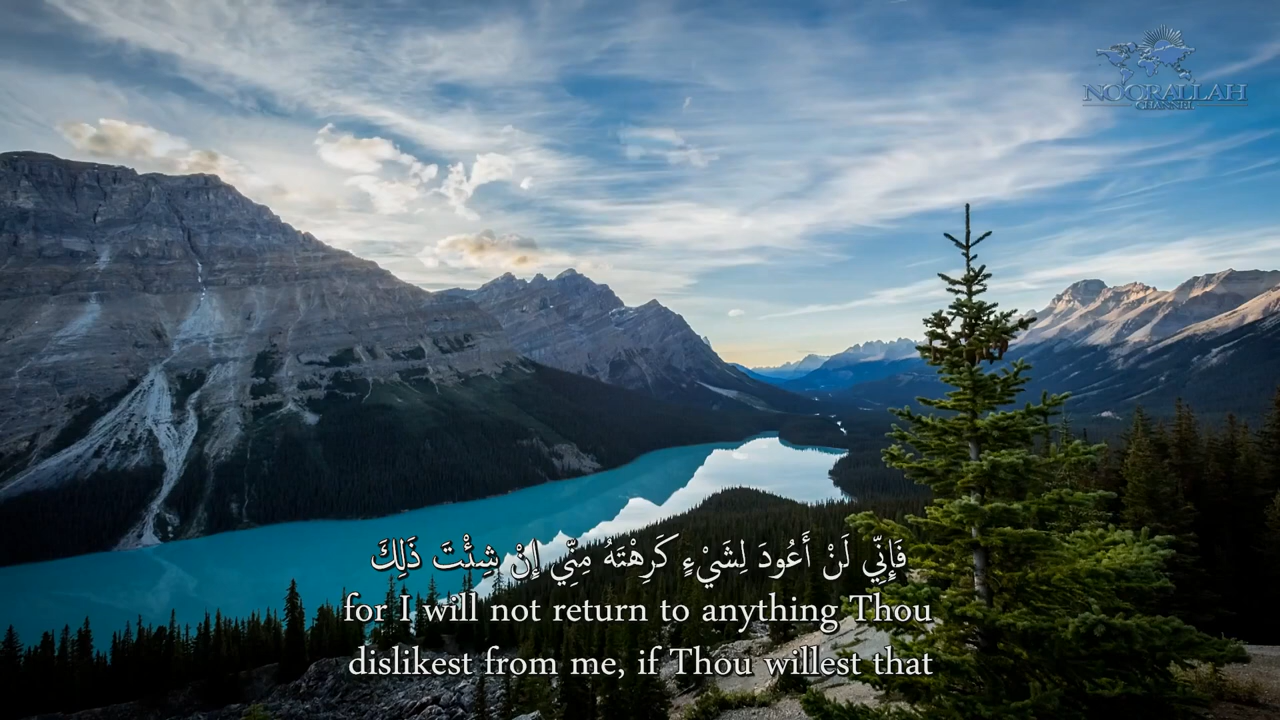 NOORALLAH
CHANNEL
فَإِنِّي لَنْ أَعُودَ لِشَيْءٍ كَرِهْتَهُ مِنِّي إِنْ شِئْتَ ذَلِكَ
for I will not return to anything Thou
dislikest from me, if Thou willest that